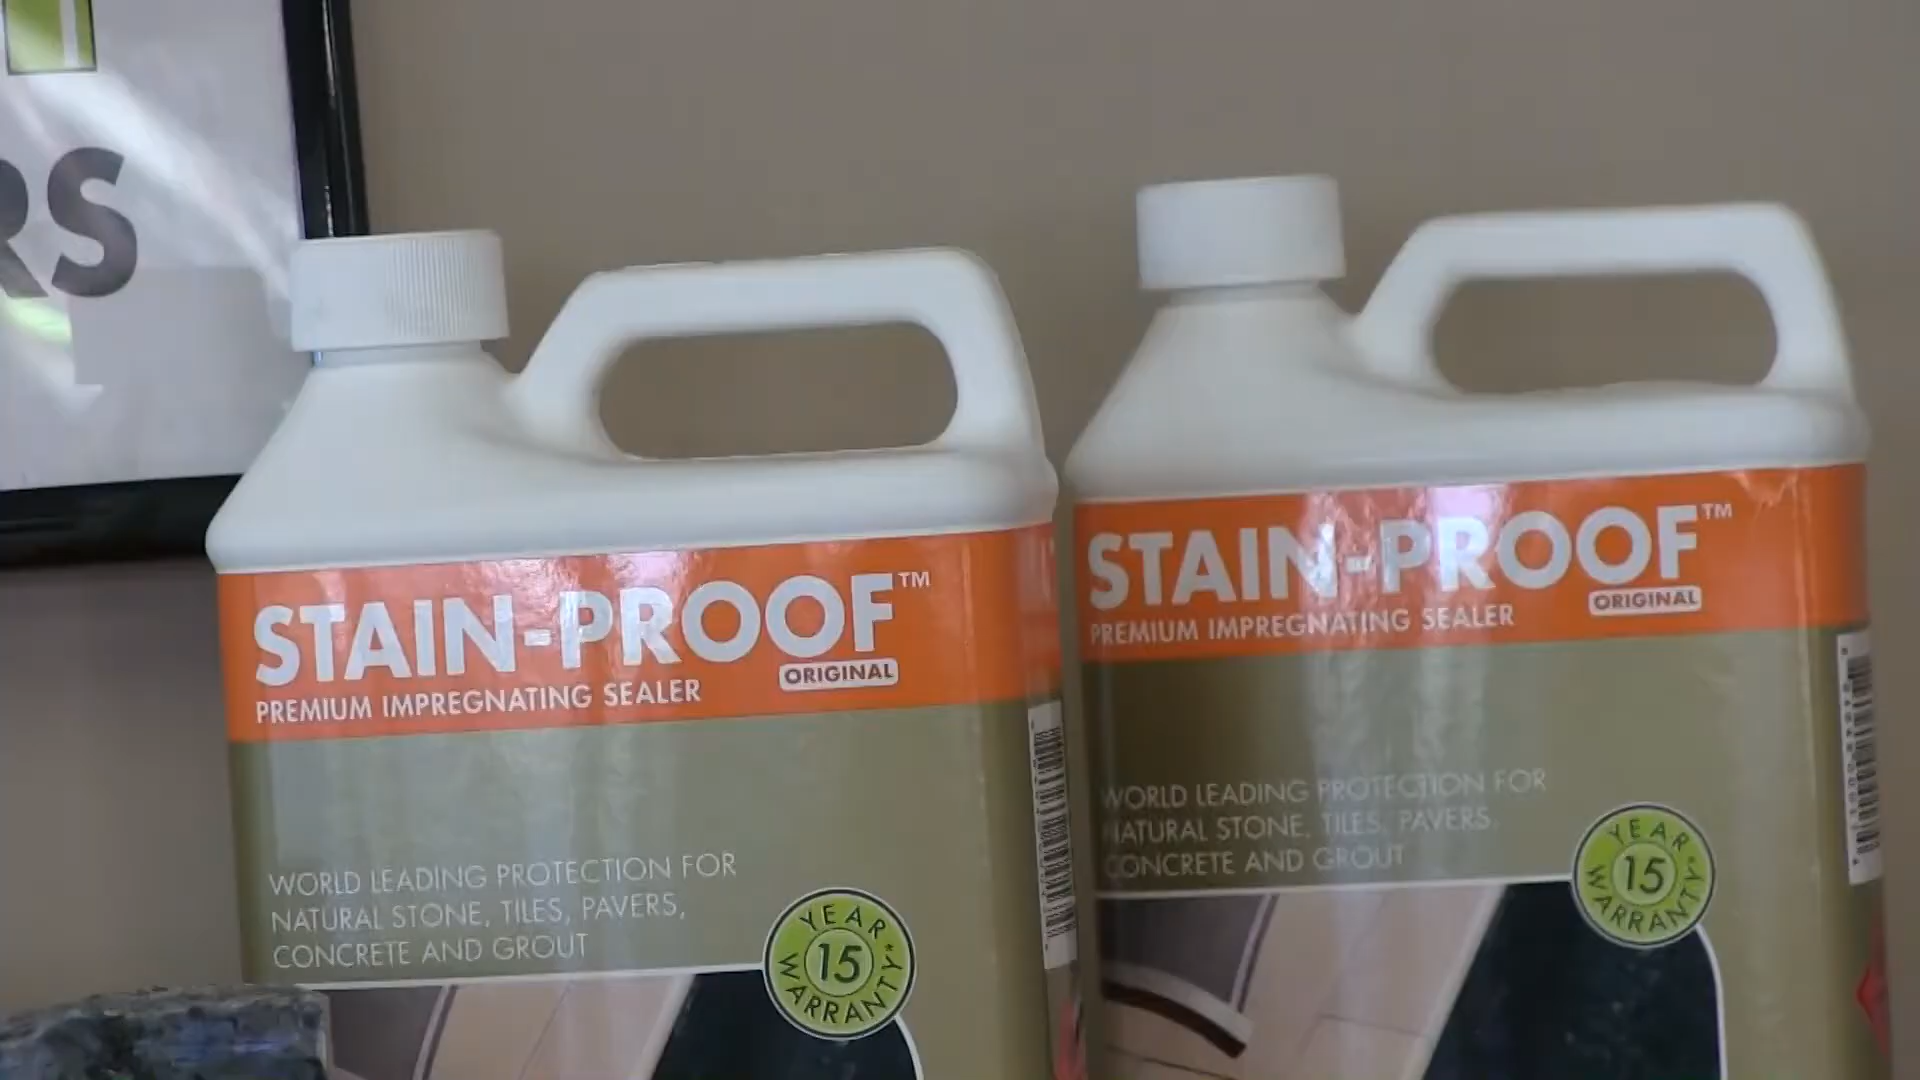 RS
STAIN-PROOF™
ORIGINAL
PREMIUM IMPREGNATING SEALER
WORLD LEADING PROTECTION FOR
NATURAL STONE, TILES, PAVERS,
CONCRETE AND GROUT
15 YEAR WARRANTY*
STAIN-PROOF™
ORIGINAL
PREMIUM IMPREGNATING SEALER
WORLD LEADING PROTECTION FOR
NATURAL STONE, TILES, PAVERS,
CONCRETE AND GROUT
15 YEAR WARRANTY*